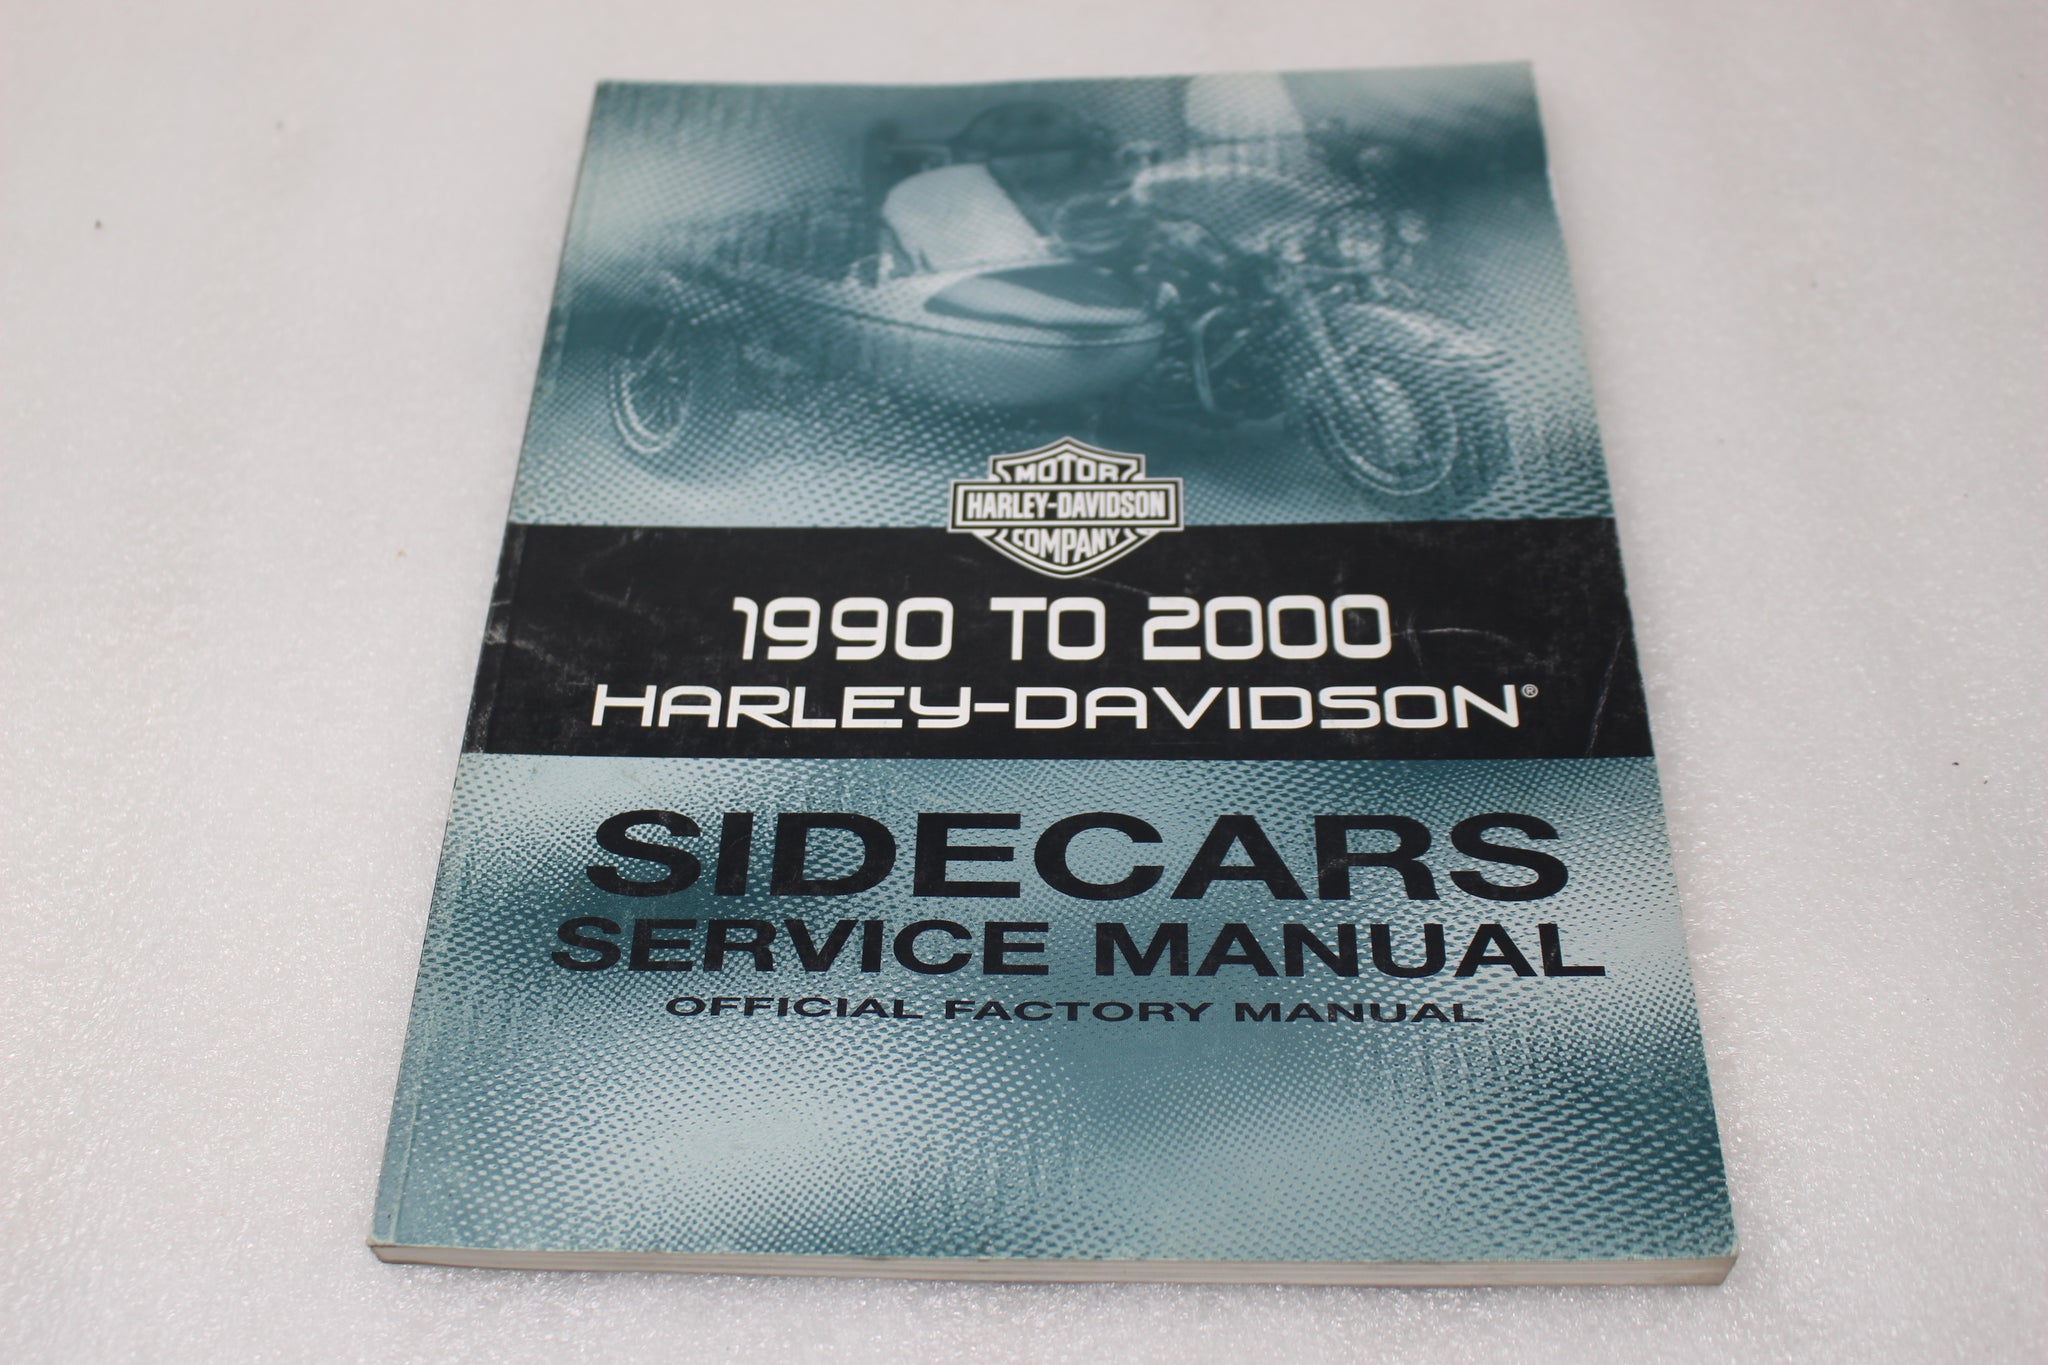 MOTOR
HARLEY-DAVIDSON
COMPANY
1990 TO 2000
HARLEY-DAVIDSON®
SIDECARS
SERVICE MANUAL
OFFICIAL FACTORY MANUAL